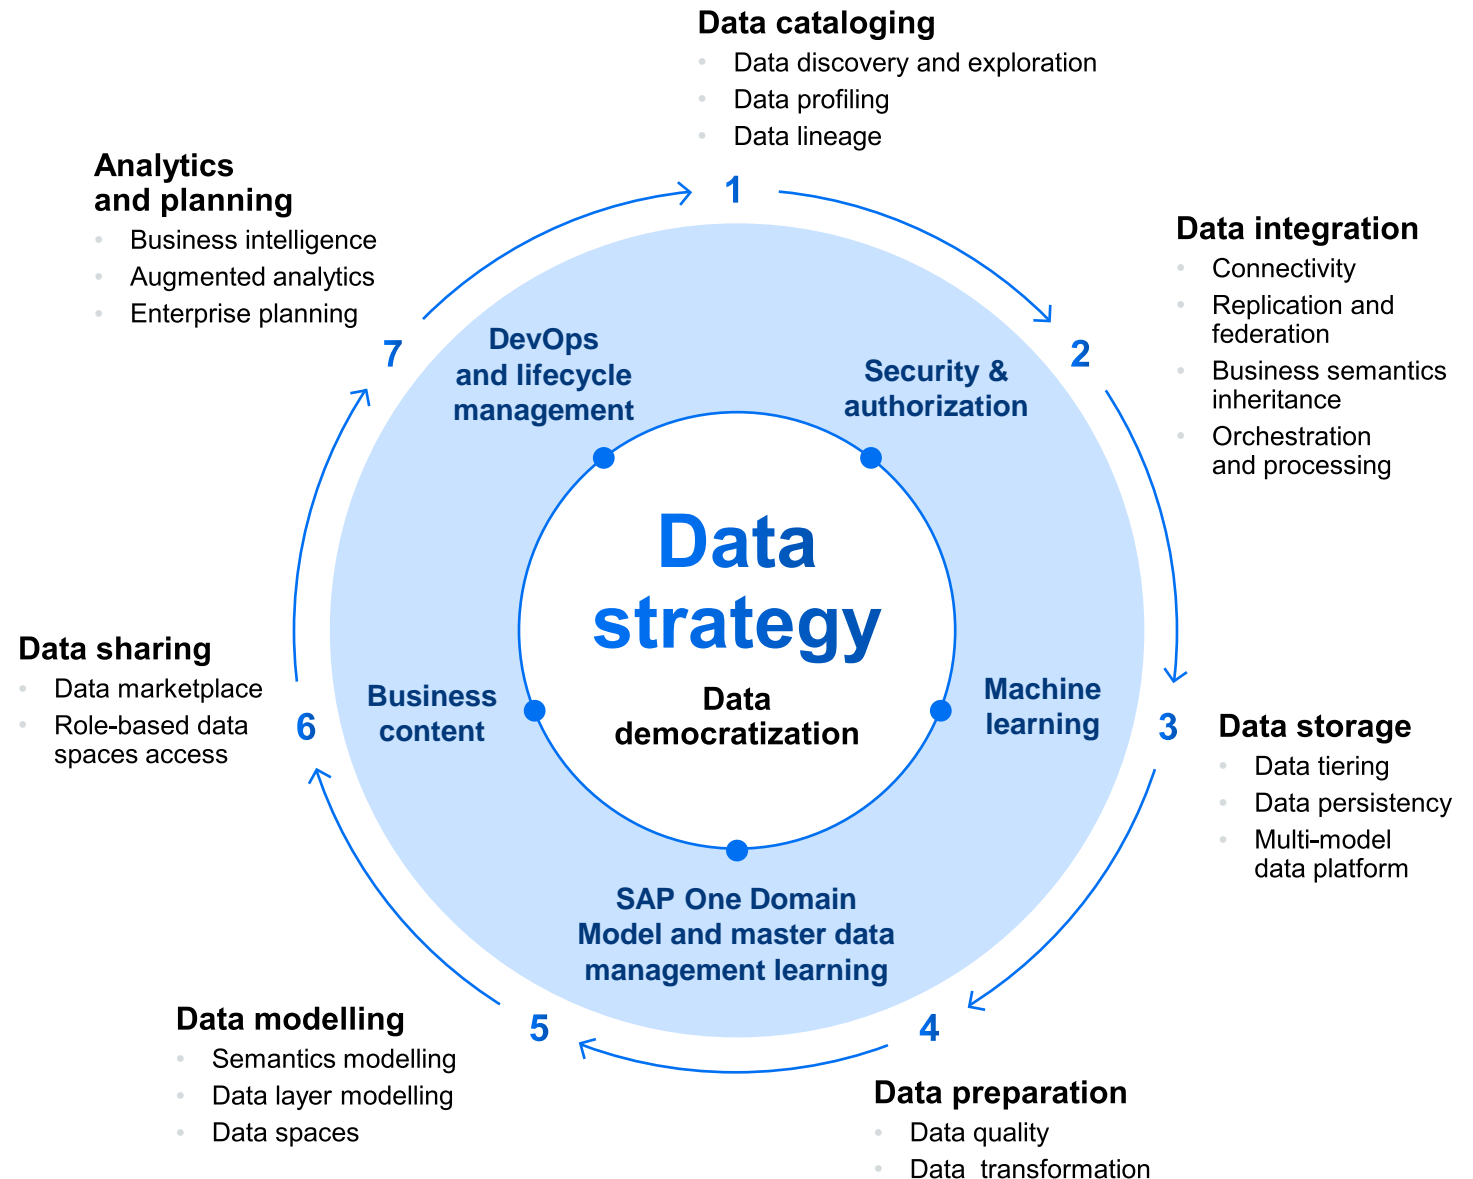 Data cataloging
• Data discovery and exploration
• Data profiling
• Data lineage
1
Data integration
• Connectivity
• Replication and
federation
• Business semantics
inheritance
• Orchestration
and processing
2
Data storage
• Data tiering
• Data persistency
• Multi-model
data platform
3
Data preparation
• Data quality
• Data  transformation
4
Data modelling
• Semantics modelling
• Data layer modelling
• Data spaces
5
Data sharing
• Data marketplace
• Role-based data
spaces access
6
Analytics
and planning
• Business intelligence
• Augmented analytics
• Enterprise planning
7
DevOps
and lifecycle
management
Security &
authorization
Machine
learning
SAP One Domain
Model and master data
management learning
Business
content
Data
strategy
Data
democratization